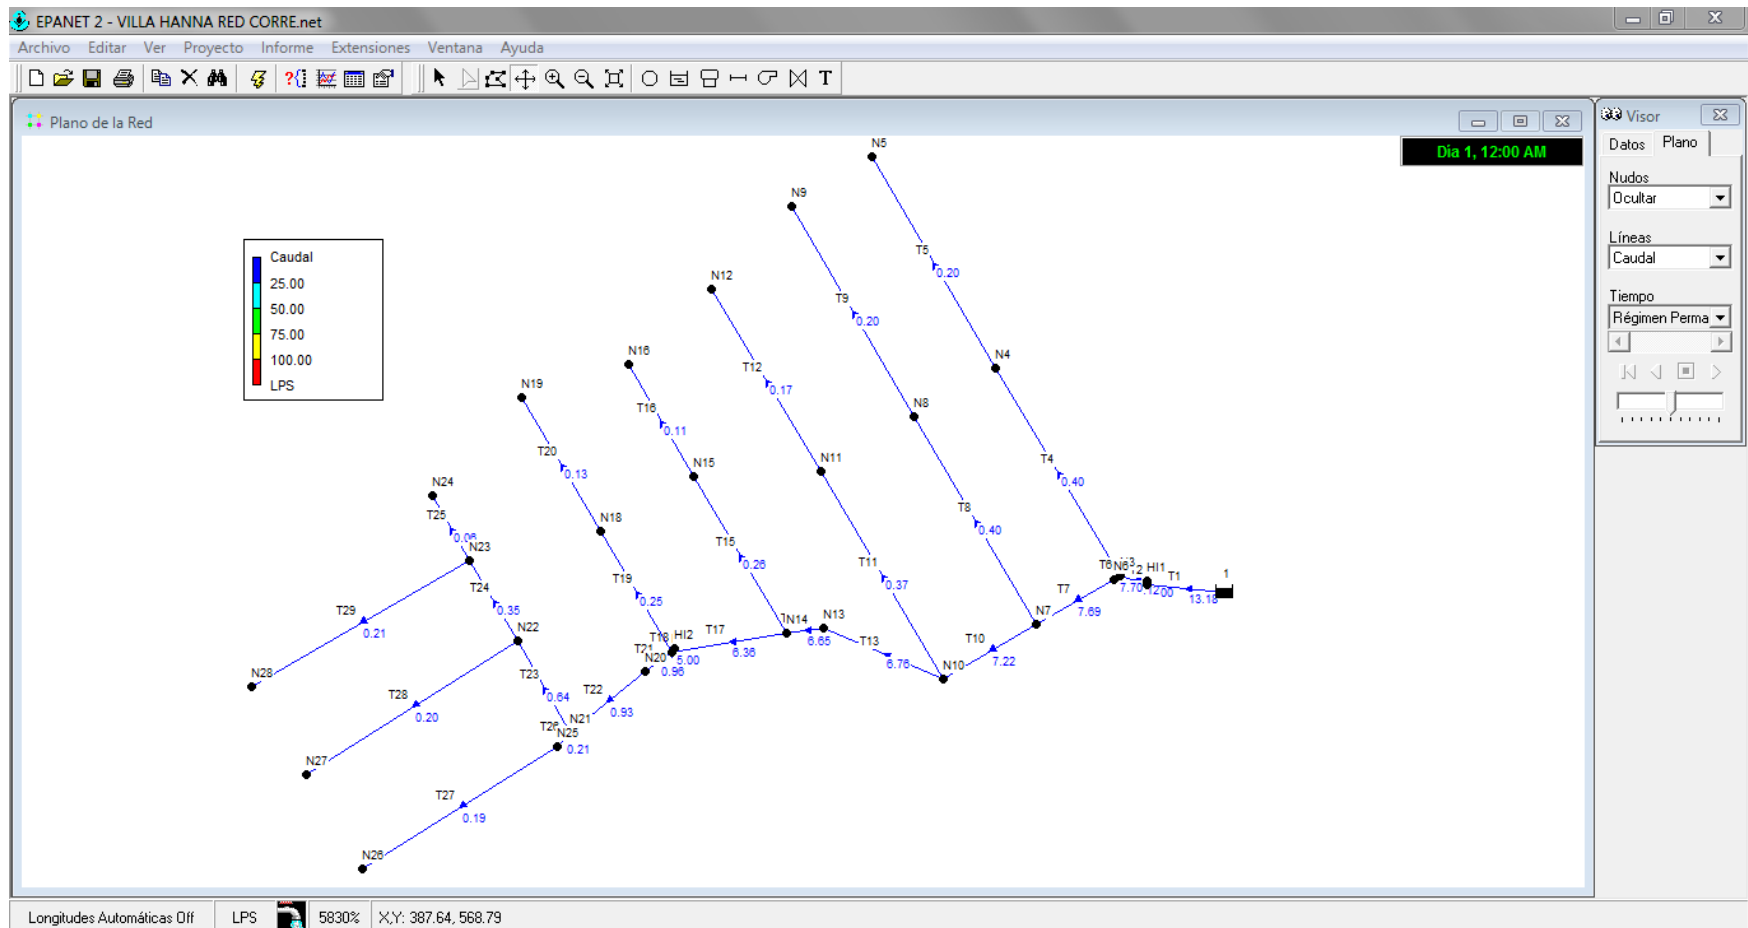 EPANET 2 - VILLA HANNA RED CORRE.net
Archivo Editar Ver Proyecto Informe Extensiones Ventana Ayuda
T
Plano de la Red
Día 1, 12:00 AM
Visor
Datos Plano
Nudos
Ocultar
Líneas
Caudal
Tiempo
Régimen Perma
Caudal
25.00
50.00
75.00
100.00
LPS
N5
N9
T5
0.20
N12
T9
0.20
N16
N4
T12
0.17
N19
T16
0.11
N8
T20
0.13
N15
N11
T4
0.40
N24
T25
N18
T8
0.40
N23
T15
0.26
T11
0.37
T24
T19
0.25
T29
0.21
0.35
N22
HI1
T1
1
7.70
13.18
T7
7.69
N7
N13
N14
6.65
T17
6.36
HI2
T18
5.00
N20
0.96
T13
6.76
T10
7.22
N10
N28
T28
0.20
T23
0.64
T22
0.93
N21
N25
0.21
N27
T27
0.19
N26
Longitudes Automáticas Off LPS 5830% X,Y: 387.64, 568.79